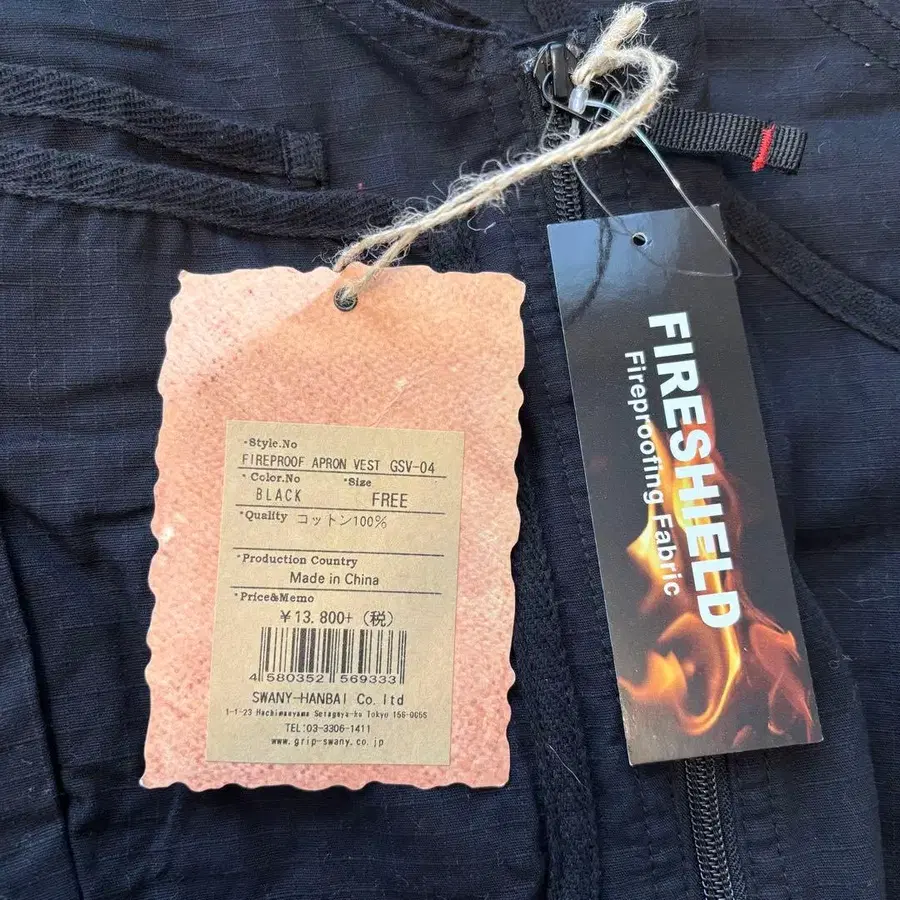 ·Style.No
FIREPROOF APRON VEST GSV-04
·Color.No ·Size
BLACK FREE
·Quality コットン100%
·Production Country
Made in China
·Price&Memo
¥13.800+(税)
4 580352 569333
SWANY-HANBAI Co.ltd
1-1-23 Hachimanyama Setagaya-ku Tokyo 156-0056
TEL:03-3306-1411
www.grip-swany.co.jp
FIRESHIELD
Fireproofing Fabric